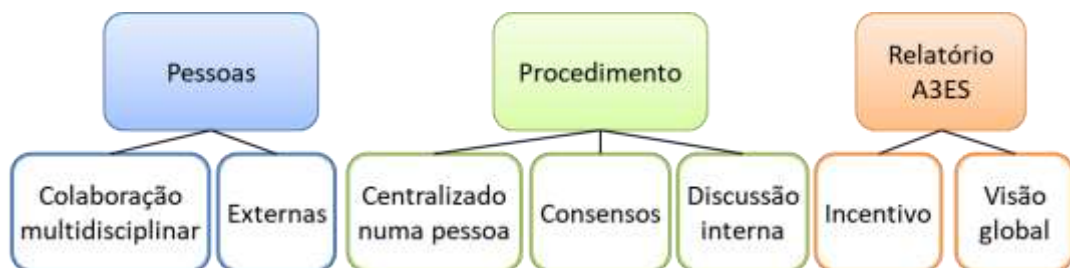 Pessoas
Procedimento
Relatório
A3ES
Colaboração
multidisciplinar
Externas
Centralizado
numa pessoa
Consensos
Discussão
interna
Incentivo
Visão
global